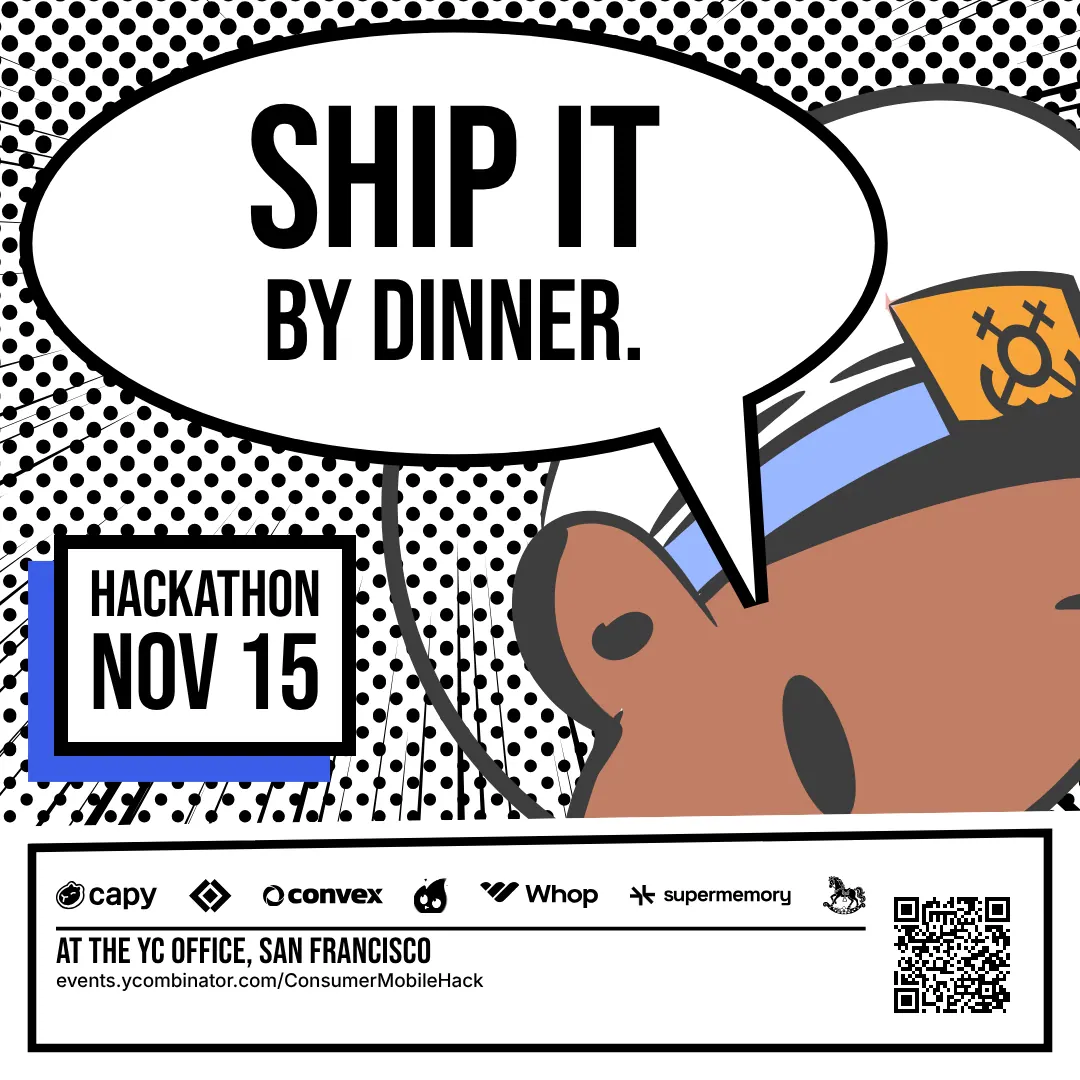 SHIP IT
BY DINNER.
HACKATHON
NOV 15
capy
convex
Whop
supermemory
AT THE YC OFFICE, SAN FRANCISCO
events.ycombinator.com/ConsumerMobileHack